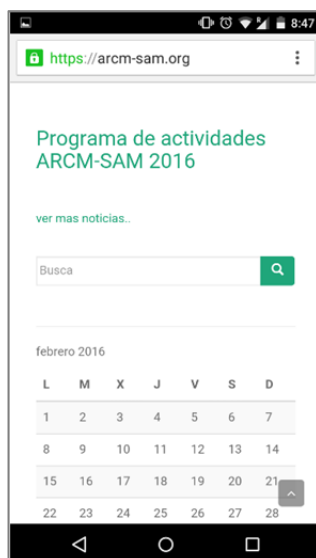 8:47
https://arcm-sam.org
Programa de actividades
ARCM-SAM 2016
ver mas noticias..
Busca
febrero 2016
L M X J V S D
1 2 3 4 5 6 7
8 9 10 11 12 13 14
15 16 17 18 19 20 21
22 23 24 25 26 27 28